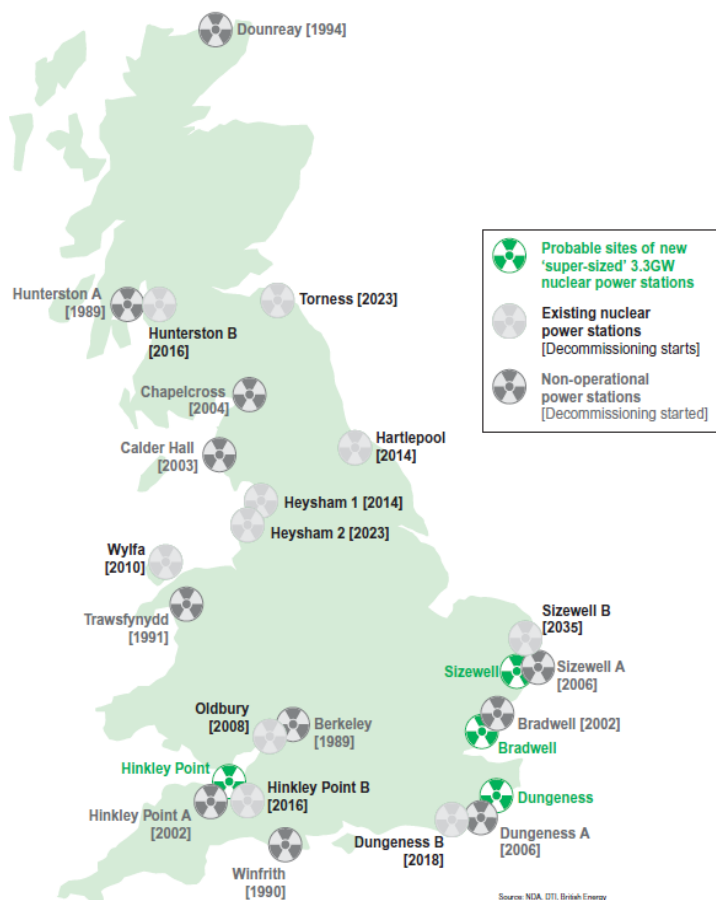 Dounreay [1994]
Probable sites of new
‘super-sized’ 3.3GW
nuclear power stations
Existing nuclear
power stations
[Decommissioning starts]
Non-operational
power stations
[Decommissioning started]
Hunterston A
[1989]
Hunterston B
[2016]
Torness [2023]
Chapelcross
[2004]
Calder Hall
[2003]
Hartlepool
[2014]
Heysham 1 [2014]
Heysham 2 [2023]
Wylfa
[2010]
Trawsfynydd
[1991]
Sizewell B
[2035]
Sizewell
Sizewell A
[2006]
Oldbury
[2008]
Berkeley
[1989]
Bradwell [2002]
Bradwell
Hinkley Point
Hinkley Point A
[2002]
Hinkley Point B
[2016]
Dungeness
Dungeness B
[2018]
Dungeness A
[2006]
Winfrith
[1990]
Source: NDA, DTI, British Energy